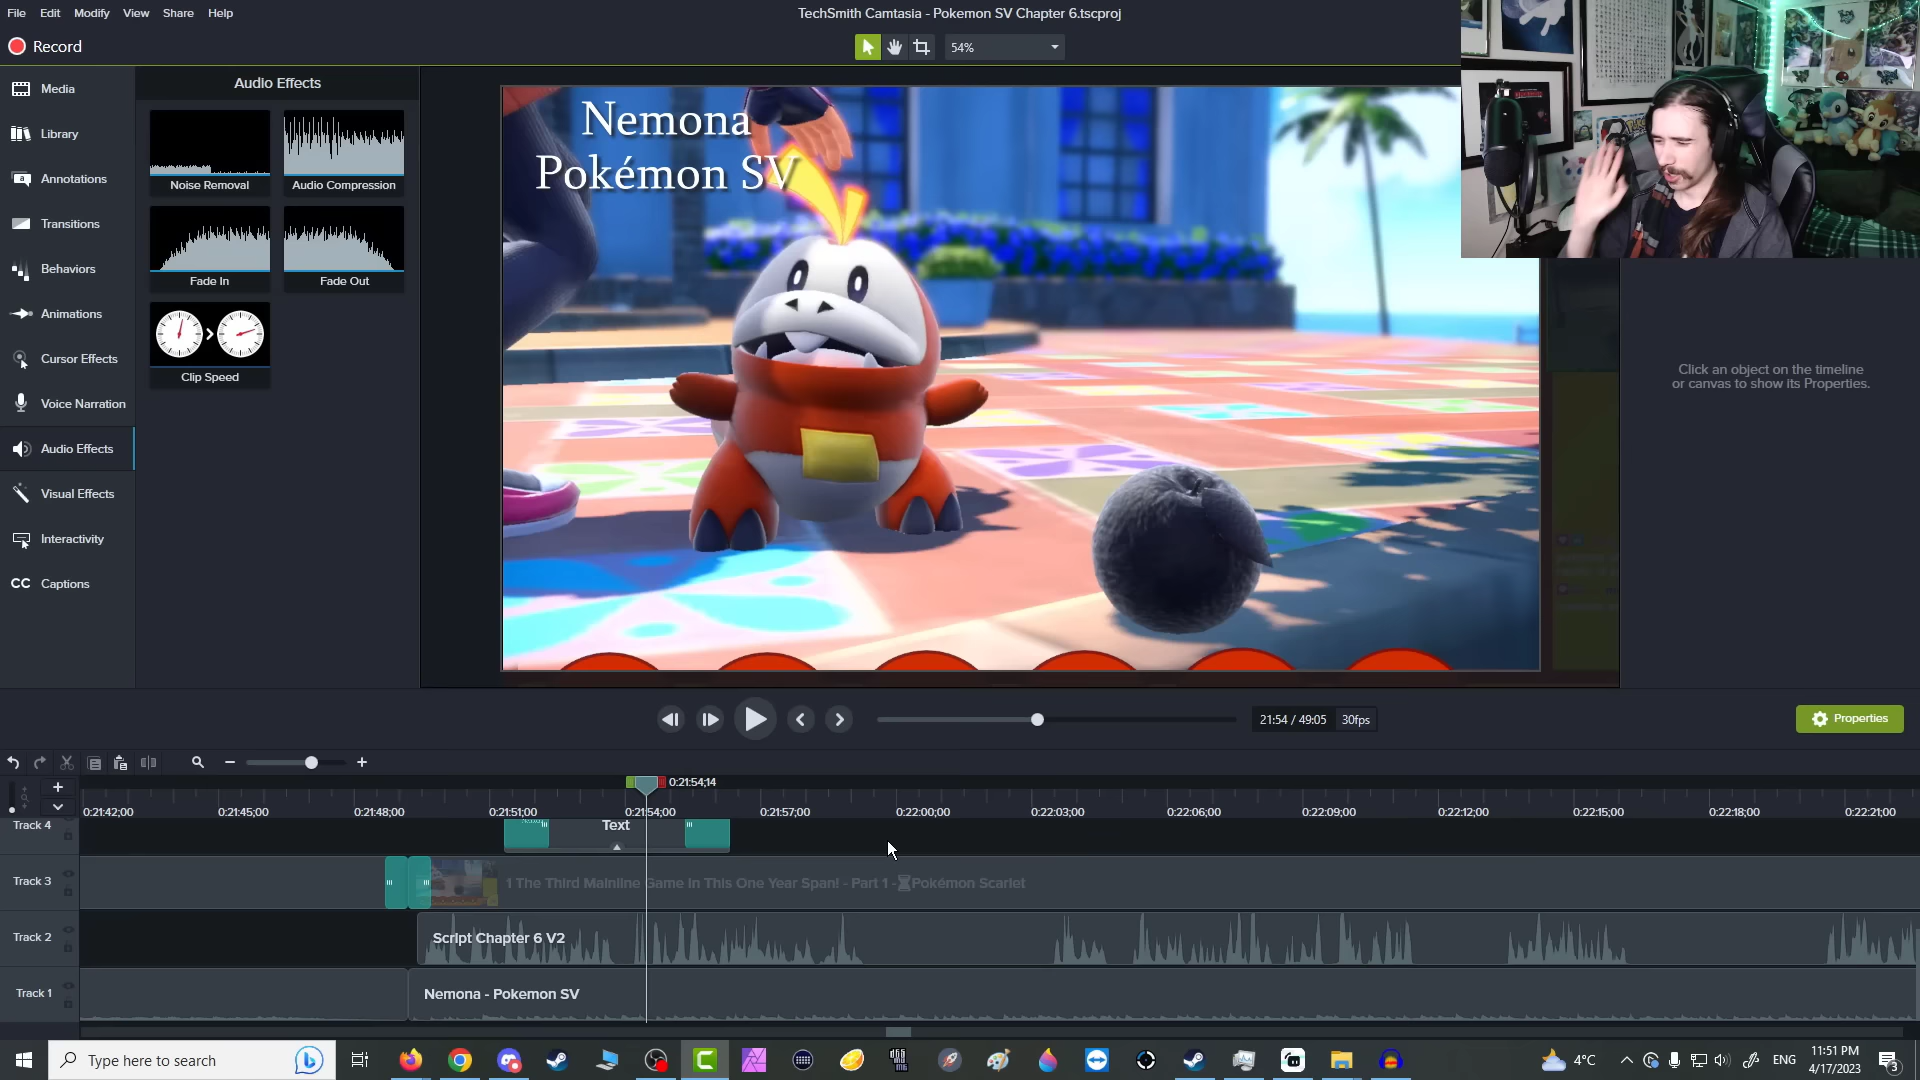 File Edit Modify View Share Help
TechSmith Camtasia - Pokemon SV Chapter 6.tscproj
Record
54%
Media
Library
Annotations
Transitions
Behaviors
Animations
Cursor Effects
Voice Narration
Audio Effects
Visual Effects
Interactivity
CC Captions
Audio Effects
Noise Removal
Audio Compression
Fade In
Fade Out
Clip Speed
Nemona
Pokémon SV
Click an object on the timeline
or canvas to show its Properties.
21:54 / 49:05 30fps
Properties
0:21:54;14
0:21:42;00 0:21:45;00 0:21:48;00 0:21:51;00 0:21:54;00 0:21:57;00 0:22:00;00 0:22:03;00 0:22:06;00 0:22:09;00 0:22:12;00 0:22:15;00 0:22:18;00 0:22:21;00
Track 4
Text
Track 3
1 The Third Mainline Game In This One Year Span! - Part 1 -⌛Pokémon Scarlet
Track 2
Script Chapter 6 V2
Track 1
Nemona - Pokemon SV
Type here to search
4°C
ENG
11:51 PM
4/17/2023
3